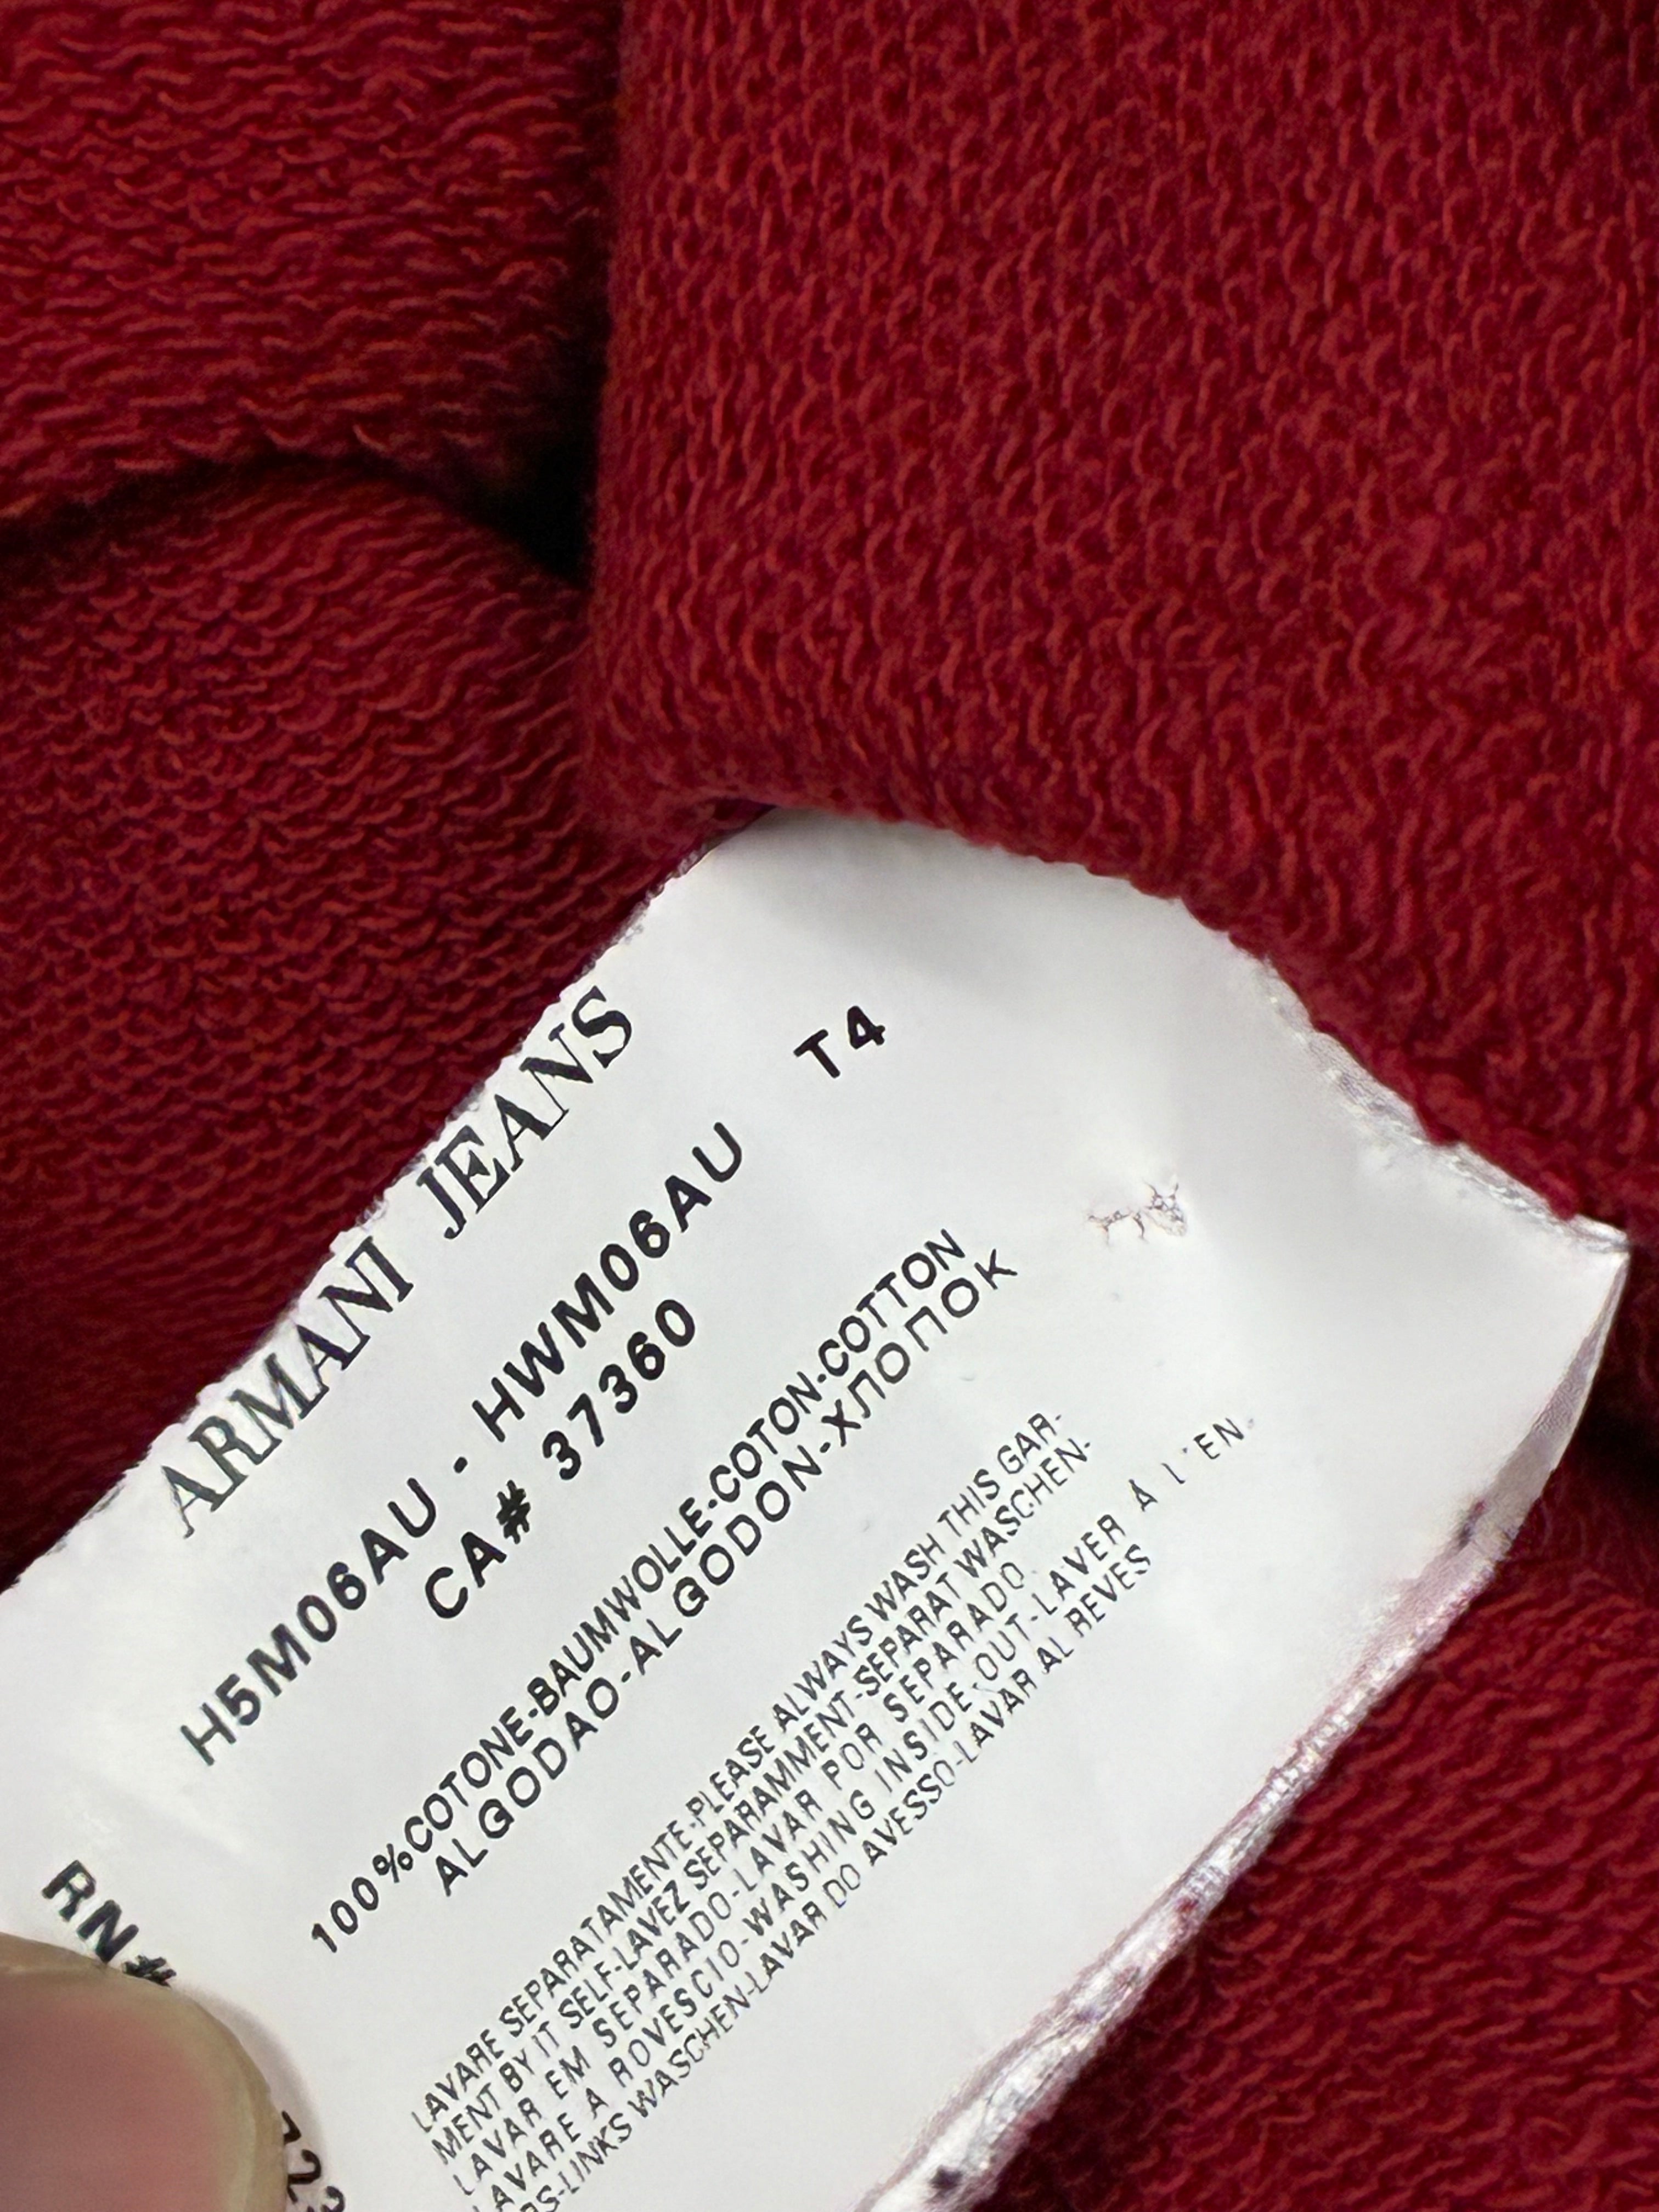 ARMANI JEANS
T4
H5M06AU - HWM06AU
CA# 37360
100%COTONE-BAUMWOLLE-COTON-COTTON
ALGODAO-ALGODON-ХЛОПОК
LAVARE SEPARATAMENTE-PLEASE ALWAYS WASH THIS GAR-
MENT BY IT SELF-LAVEZ SEPARAMMENT-SEPARAT WASCHEN-
LAVAR EM SEPARADO-LAVAR POR SEPARADO
LAVARE A ROVESCIO-WASHING INSIDE-OUT-LAVER A L'EN.
RS-LINKS WASCHEN-LAVAR DO AVESSO-LAVAR AL REVES
RN#